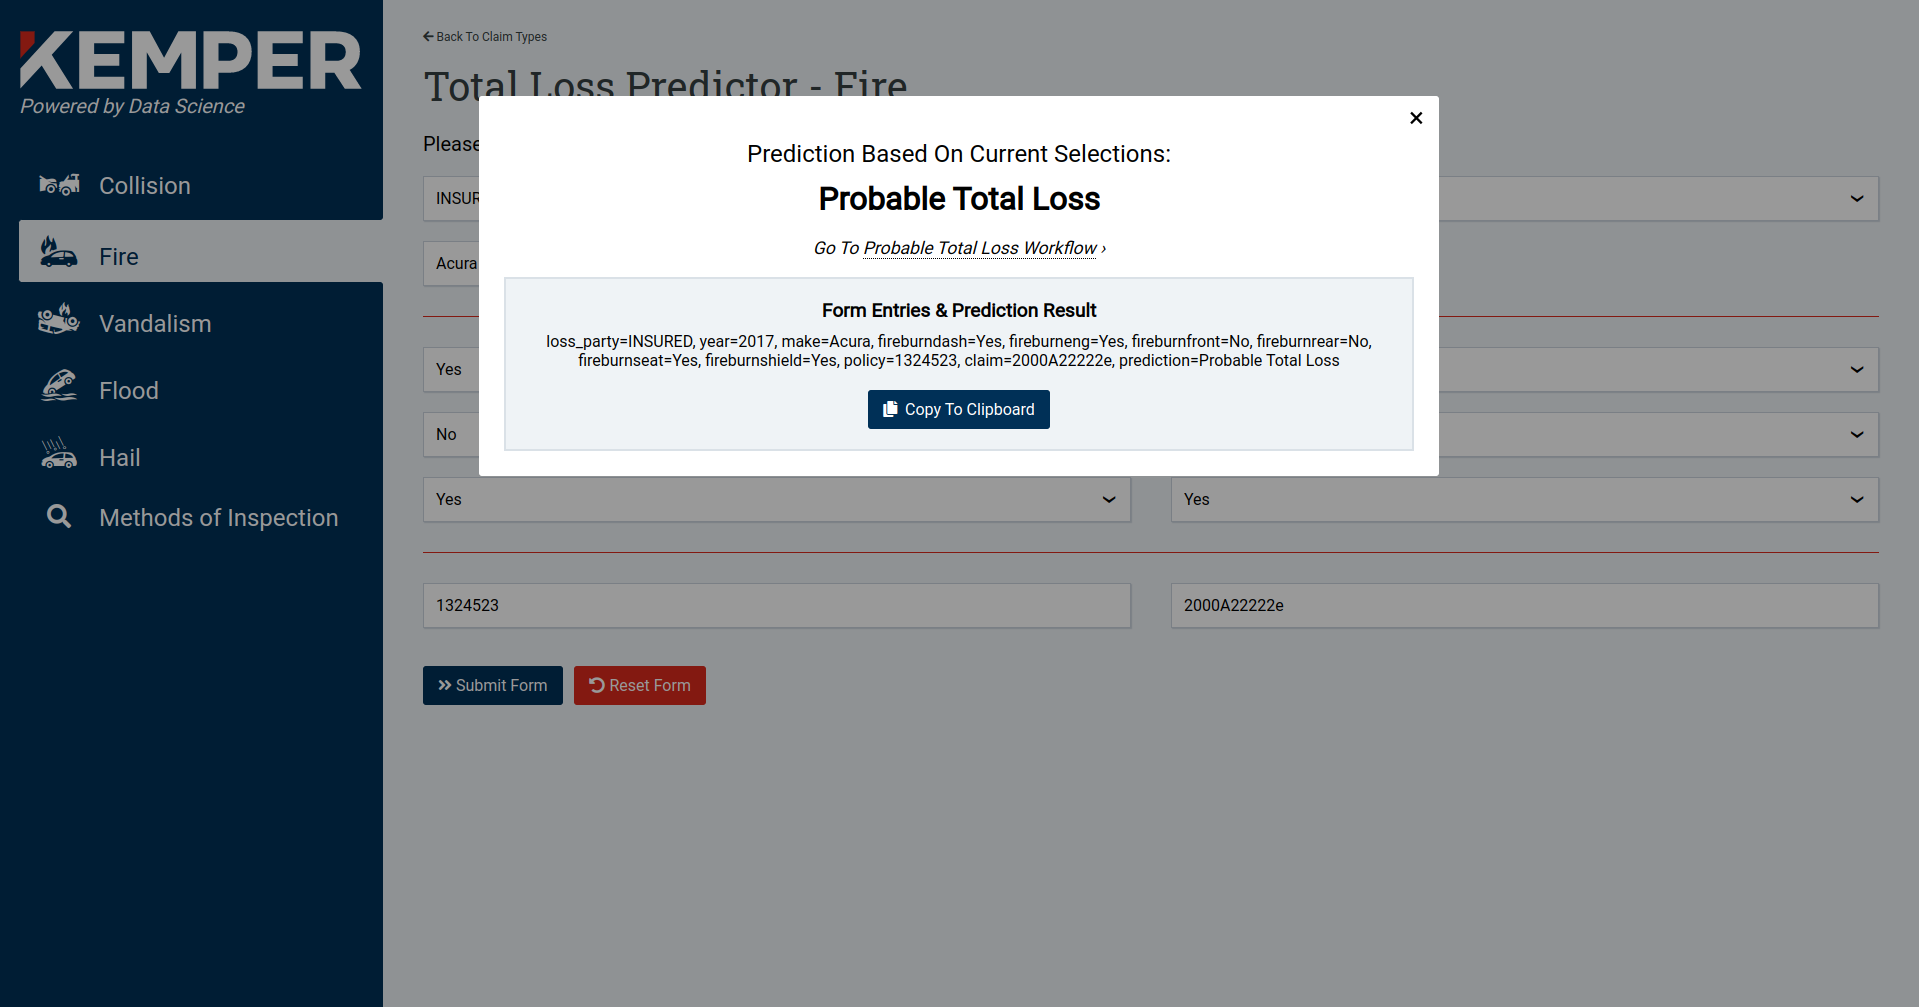 KEMPER
Powered by Data Science
Collision
Fire
Vandalism
Flood
Hail
Methods of Inspection
Back To Claim Types
Total Loss Predictor - Fire
Please
INSUR
Acura
Yes
No
Yes
Yes
1324523
2000A22222e
Submit Form
Reset Form
×
Prediction Based On Current Selections:
Probable Total Loss
Go To Probable Total Loss Workflow ›
Form Entries & Prediction Result
loss_party=INSURED, year=2017, make=Acura, fireburndash=Yes, fireburneng=Yes, fireburnfront=No, fireburnrear=No,
fireburnseat=Yes, fireburnshield=Yes, policy=1324523, claim=2000A22222e, prediction=Probable Total Loss
Copy To Clipboard